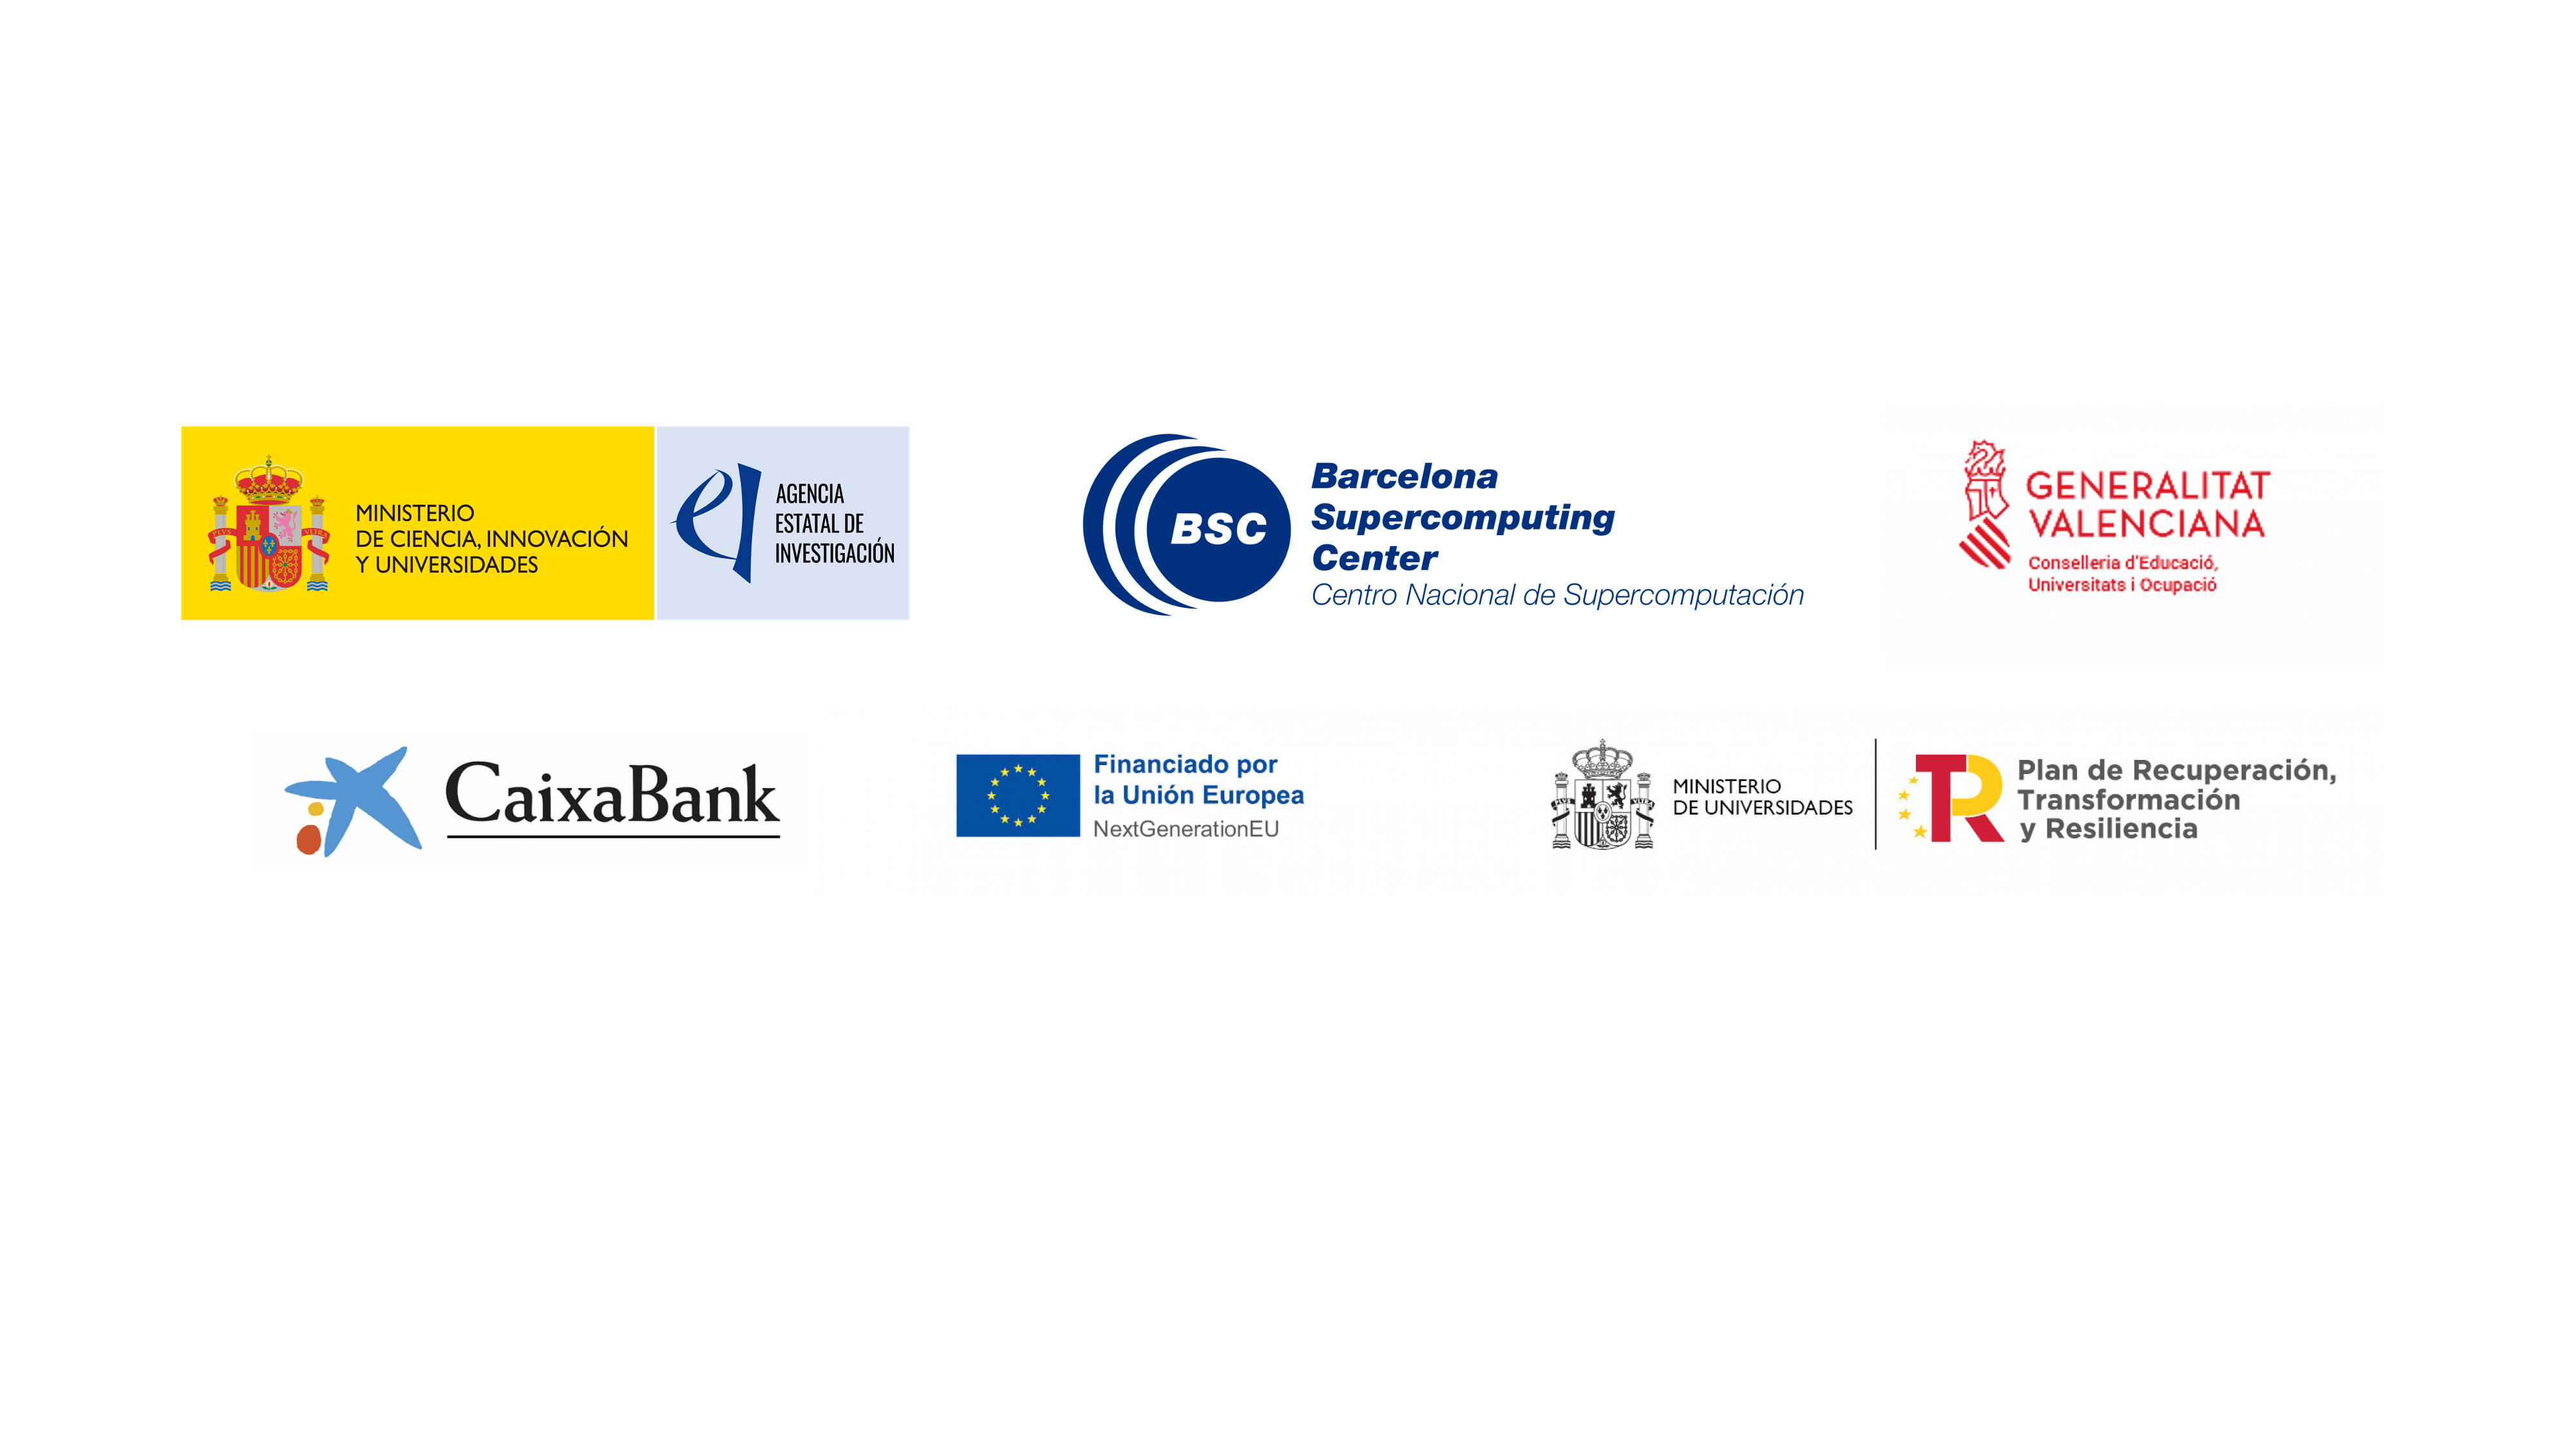 MINISTERIO
DE CIENCIA, INNOVACIÓN
Y UNIVERSIDADES
AGENCIA
ESTATAL DE
INVESTIGACIÓN
BSC
Barcelona
Supercomputing
Center
Centro Nacional de Supercomputación
GENERALITAT
VALENCIANA
Conselleria d'Educació,
Universitats i Ocupació
CaixaBank
Financiado por
la Unión Europea
NextGenerationEU
MINISTERIO
DE UNIVERSIDADES
Plan de Recuperación,
Transformación
y Resiliencia